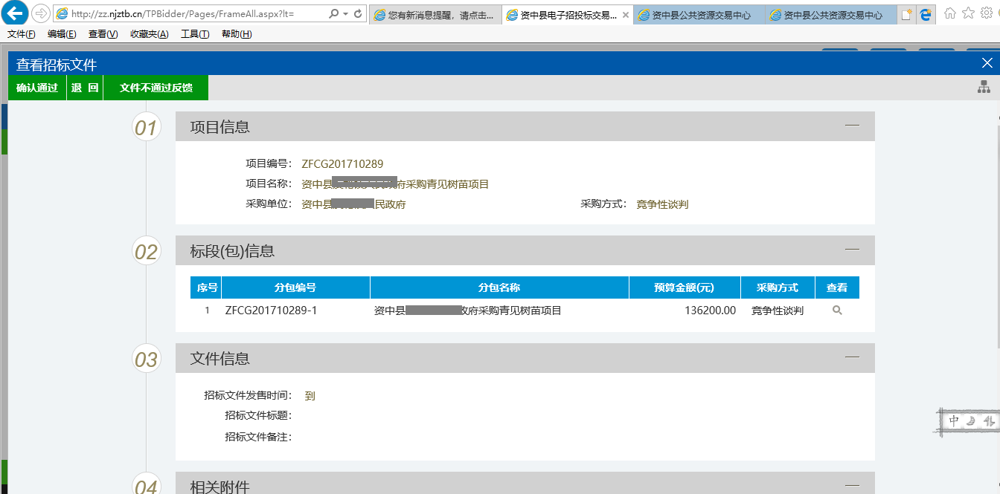 http://zz.njztb.cn/TPBidder/Pages/FrameAll.aspx?lt=
您有新消息提醒，请点击...
资中县电子招投标交易...
资中县公共资源交易中心
资中县公共资源交易中心
文件(F) 编辑(E) 查看(V) 收藏夹(A) 工具(T) 帮助(H)
查看招标文件
确认通过 退 回 文件不通过反馈
01 项目信息
项目编号： ZFCG201710289
项目名称： 资中县 府采购青见树苗项目
采购单位： 资中县 民政府 采购方式： 竞争性谈判
02 标段(包)信息
序号 分包编号 分包名称 预算金额(元) 采购方式 查看
1 ZFCG201710289-1 资中县 政府采购青见树苗项目 136200.00 竞争性谈判
03 文件信息
招标文件发售时间： 到
招标文件标题：
招标文件备注：
中
04 相关附件